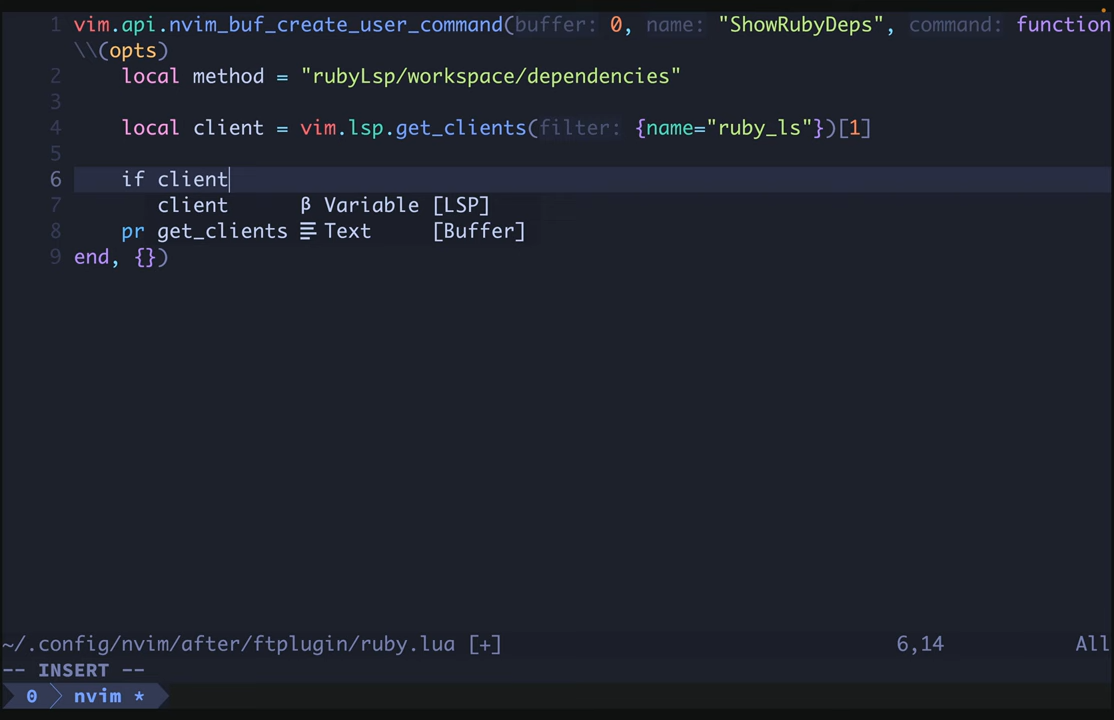 1 vim.api.nvim_buf_create_user_command(buffer: 0, name: "ShowRubyDeps", command: function
\\(opts)
2 local method = "rubyLsp/workspace/dependencies"
3
4 local client = vim.lsp.get_clients(filter: {name="ruby_ls"})[1]
5
6 if client
7 client β Variable [LSP]
8 pr get_clients Text [Buffer]
9 end, {})
~/.config/nvim/after/ftplugin/ruby.lua [+] 6,14 All
-- INSERT --
0 nvim *